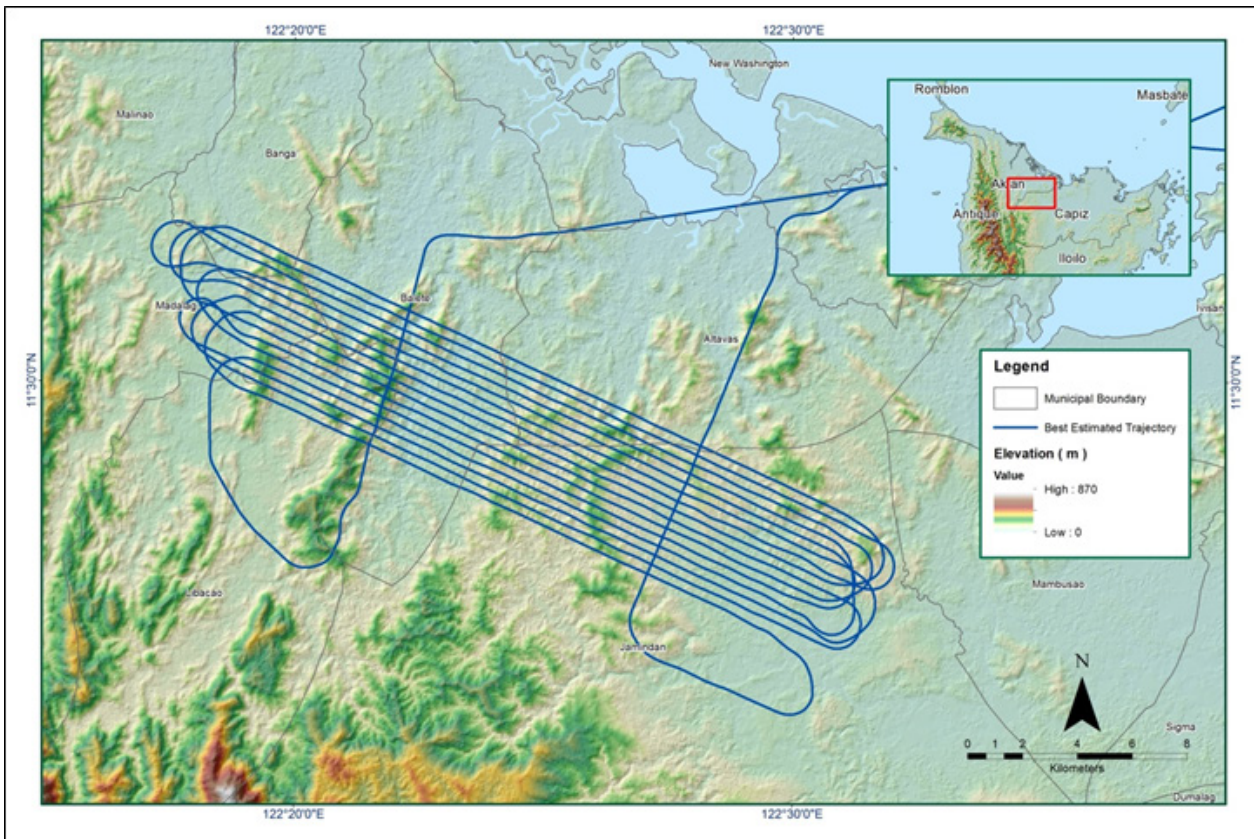 122°20'0"E
122°30'0"E
New Washington
Romblon
Masbate
Malinao
Banga
Aklan
Antique
Capiz
Iloilo
Balete
Madalag
Altavas
11°30'0"N
11°30'0"N
Legend
Municipal Boundary
Best Estimated Trajectory
Elevation ( m )
Value
High : 870
Low : 0
Mambusao
Jamindan
N
Sigma
0 1 2 4 6 8
Kilometers
Dumalag
122°20'0"E
122°30'0"E